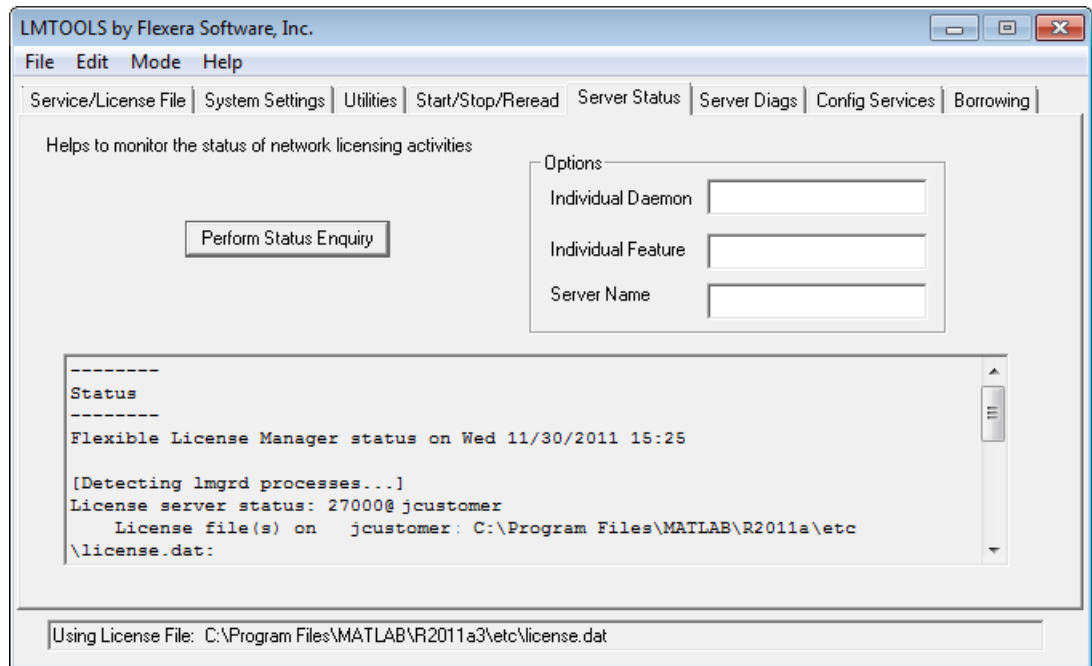 LMTOOLS by Flexera Software, Inc.
File Edit Mode Help
Service/License File System Settings Utilities Start/Stop/Reread Server Status Server Diags Config Services Borrowing
Helps to monitor the status of network licensing activities
Options
Individual Daemon
Perform Status Enquiry
Individual Feature
Server Name
--------
Status
--------
Flexible License Manager status on Wed 11/30/2011 15:25
[Detecting lmgrd processes...]
License server status: 27000@jcustomer
License file(s) on jcustomer: C:\Program Files\MATLAB\R2011a\etc
\license.dat:
Using License File: C:\Program Files\MATLAB\R2011a3\etc\license.dat